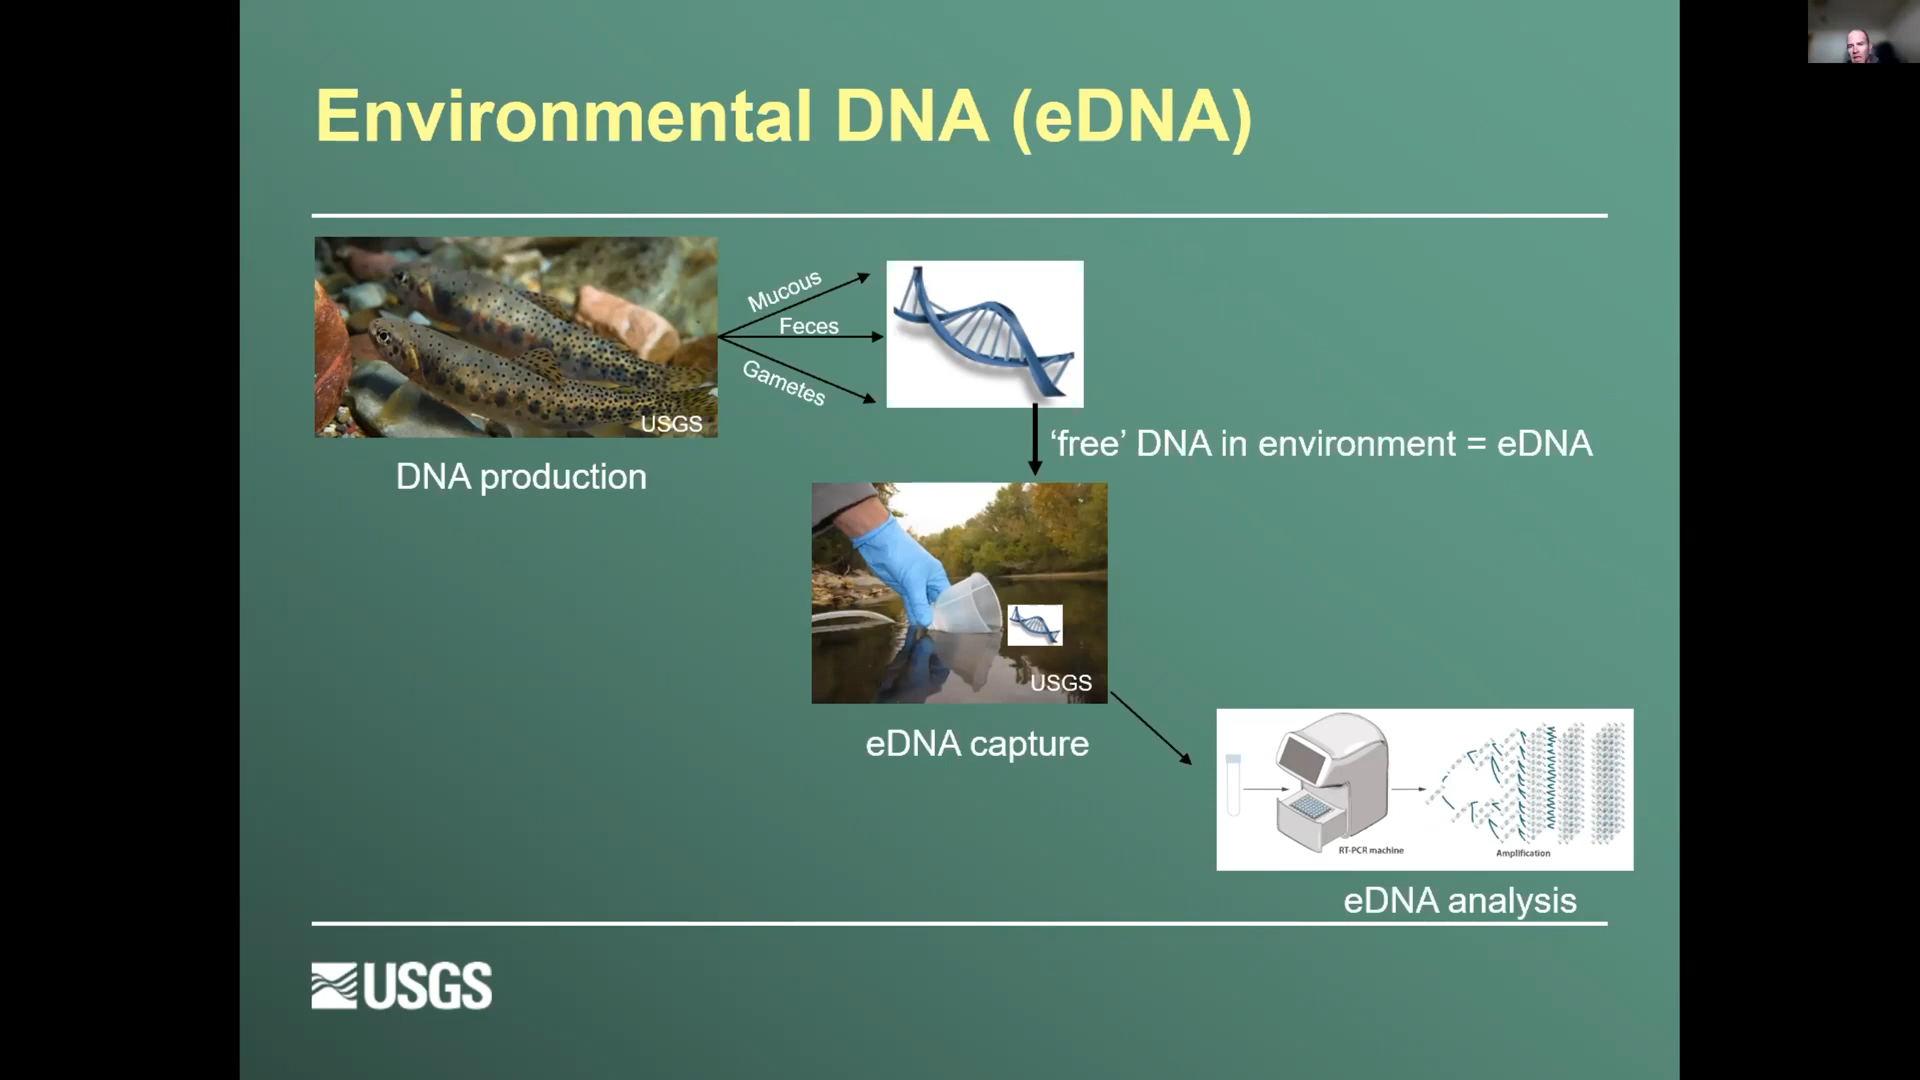 Environmental DNA (eDNA)
Mucous
Feces
Gametes
USGS
DNA production
‘free’ DNA in environment = eDNA
USGS
eDNA capture
RT-PCR machine
Amplification
eDNA analysis
USGS